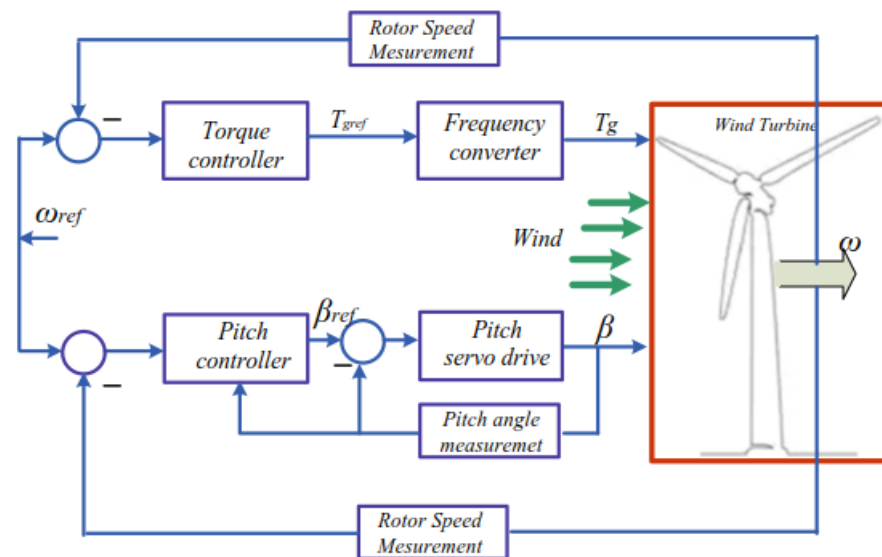 Rotor Speed
Mesurement
−
Torque
controller
Tgref
Frequency
converter
Tg
Wind Turbine
ωref
Wind
ω
−
Pitch
controller
βref
−
Pitch
servo drive
β
Pitch angle
measuremet
Rotor Speed
Mesurement